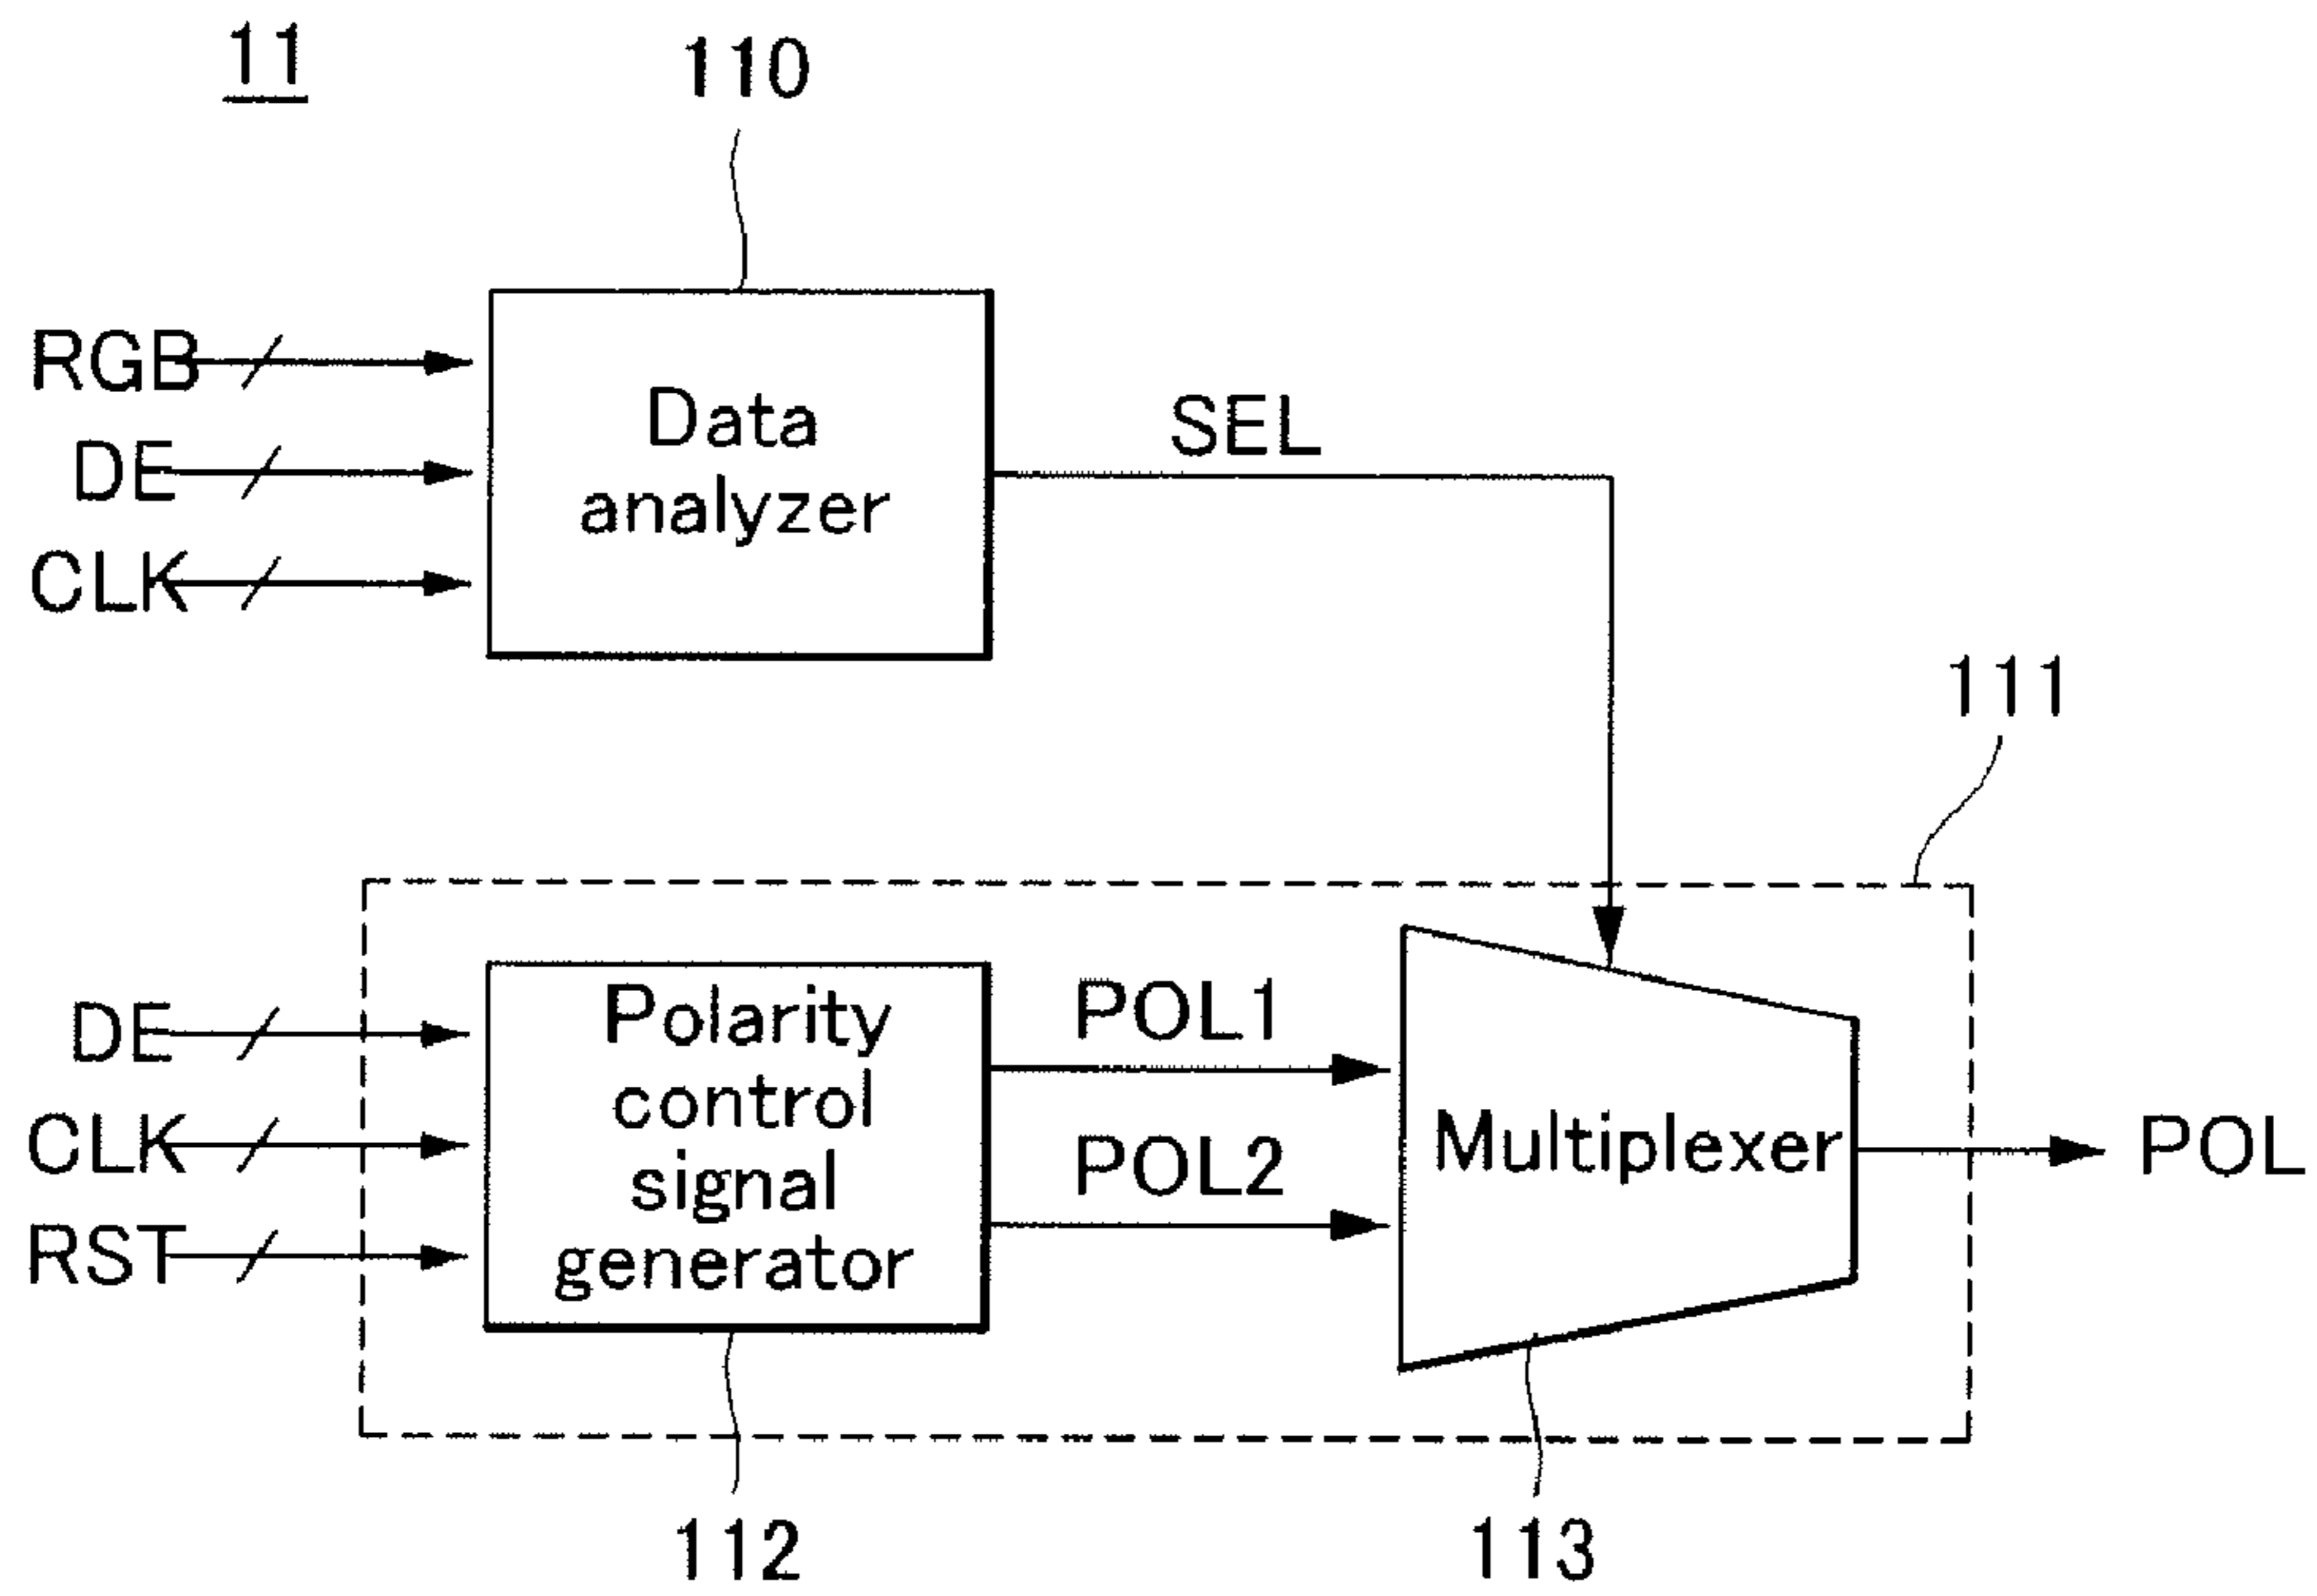 11
110
RGB
DE
CLK
Data
analyzer
SEL
111
DE
CLK
RST
Polarity
control
signal
generator
POL1
POL2
Multiplexer
POL
112
113